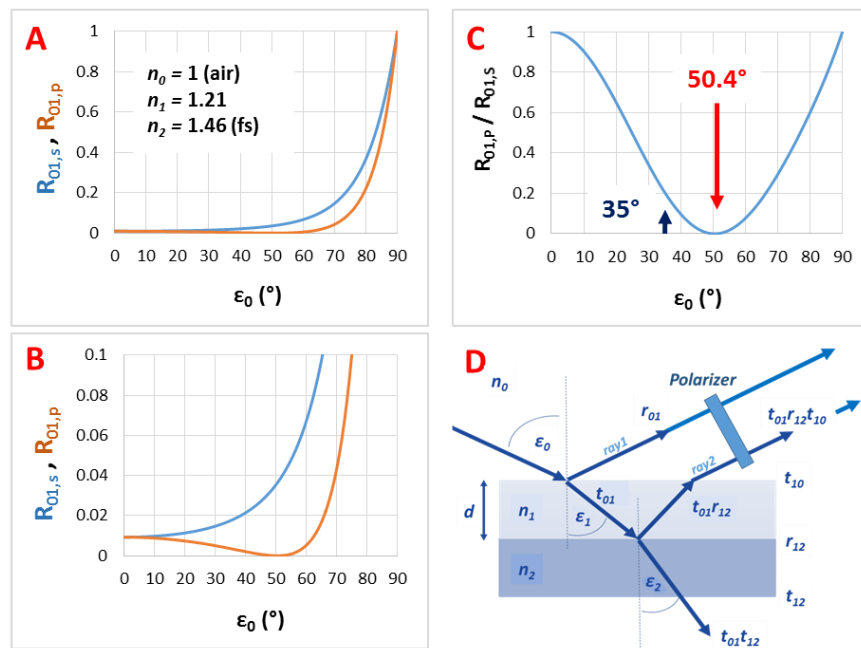 A
R01,s , R01,p
1
0.8
0.6
0.4
0.2
0
n0 = 1 (air)
n1 = 1.21
n2 = 1.46 (fs)
0 10 20 30 40 50 60 70 80 90
ε0 (°)
C
R01,P / R01,S
1
0.8
0.6
0.4
0.2
0
50.4°
35°
0 10 20 30 40 50 60 70 80 90
ε0 (°)
B
R01,s , R01,p
0.1
0.08
0.06
0.04
0.02
0
0 10 20 30 40 50 60 70 80 90
ε0 (°)
D
n0
Polarizer
r01
t01r12t10
ε0
ray1
ray2
t10
t01
d
n1
ε1
t01r12
r12
n2
ε2
t12
t01t12